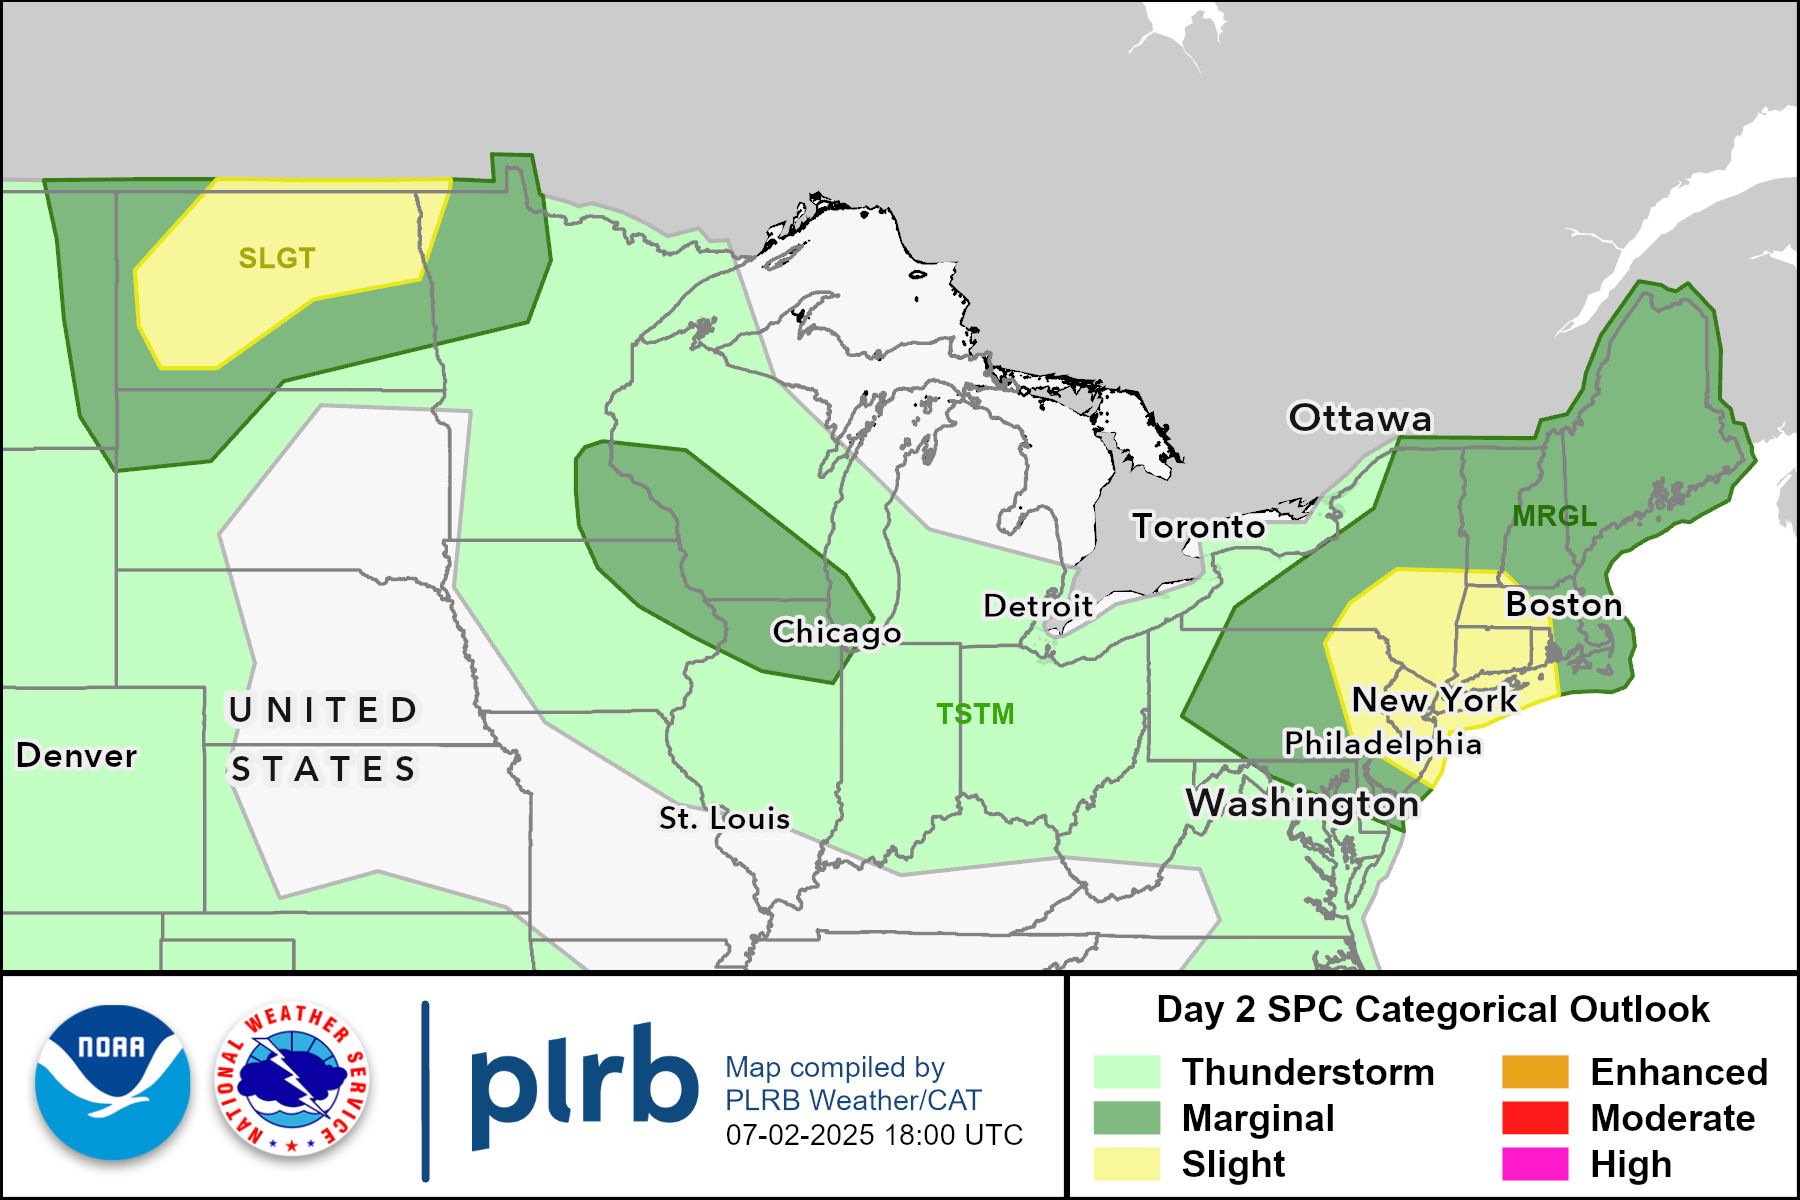 SLGT
Ottawa
MRGL
Toronto
Boston
Detroit
Chicago
New York
UNITED
STATES
TSTM
Philadelphia
Denver
Washington
St. Louis
NOAA
NATIONAL WEATHER SERVICE
plrb
Map compiled by
PLRB Weather/CAT
07-02-2025 18:00 UTC
Day 2 SPC Categorical Outlook
Thunderstorm
Marginal
Slight
Enhanced
Moderate
High